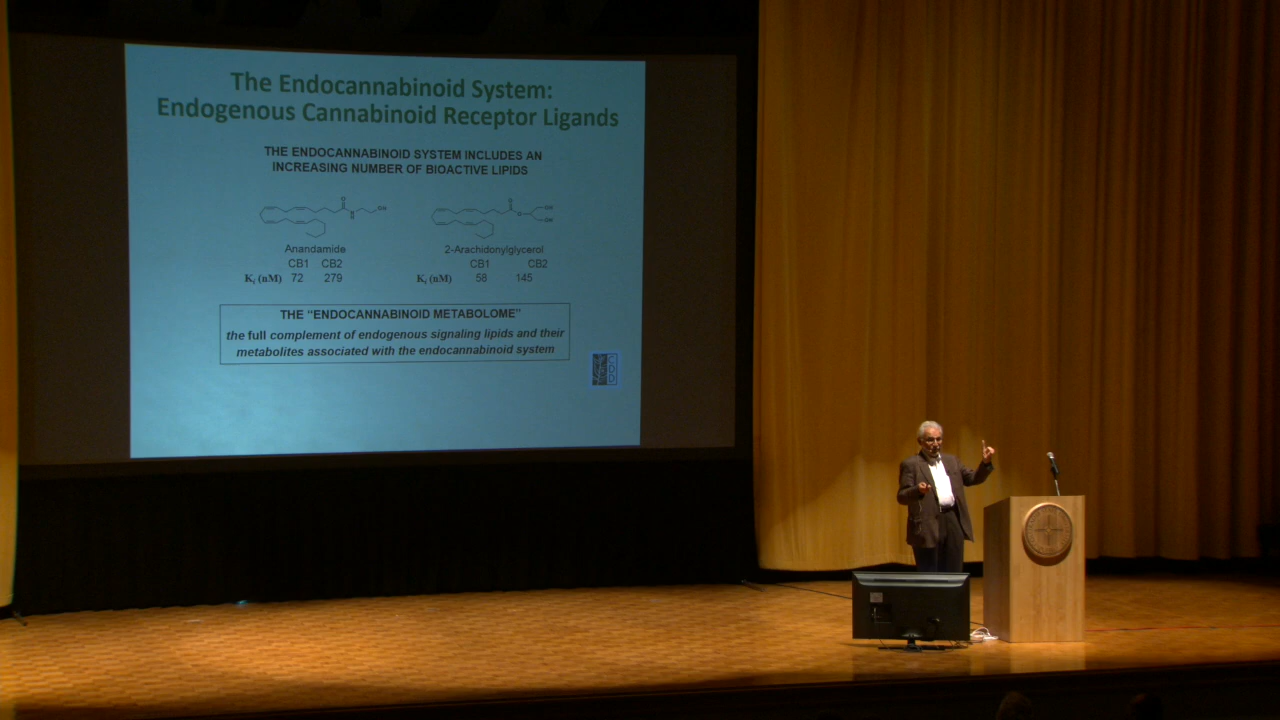 The Endocannabinoid System:
Endogenous Cannabinoid Receptor Ligands
THE ENDOCANNABINOID SYSTEM INCLUDES AN
INCREASING NUMBER OF BIOACTIVE LIPIDS
Anandamide
CB1 CB2
Ki (nM) 72 279
2-Arachidonylglycerol
CB1 CB2
Ki (nM) 58 145
THE "ENDOCANNABINOID METABOLOME"
the full complement of endogenous signaling lipids and their
metabolites associated with the endocannabinoid system